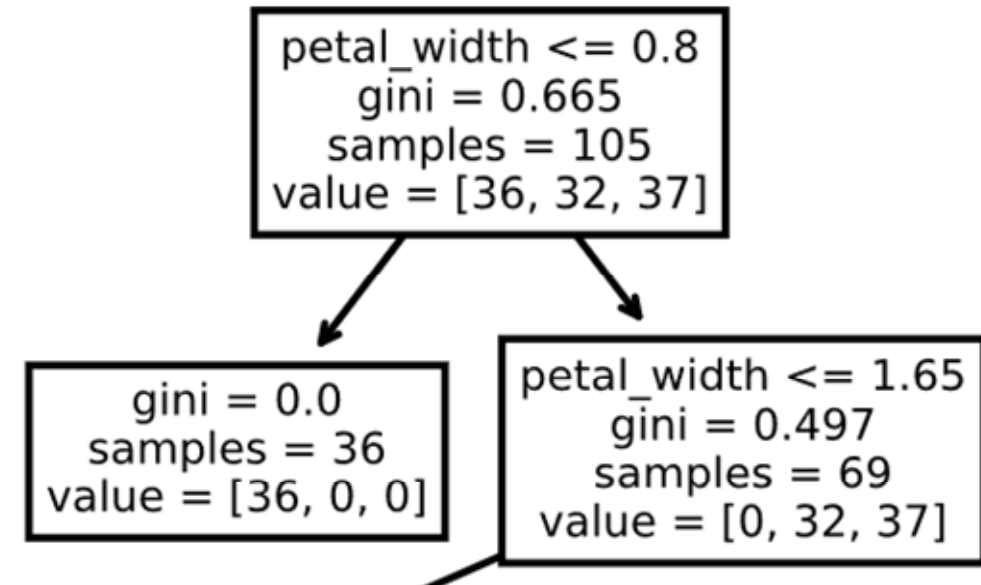 petal_width <= 0.8
gini = 0.665
samples = 105
value = [36, 32, 37]
gini = 0.0
samples = 36
value = [36, 0, 0]
petal_width <= 1.65
gini = 0.497
samples = 69
value = [0, 32, 37]